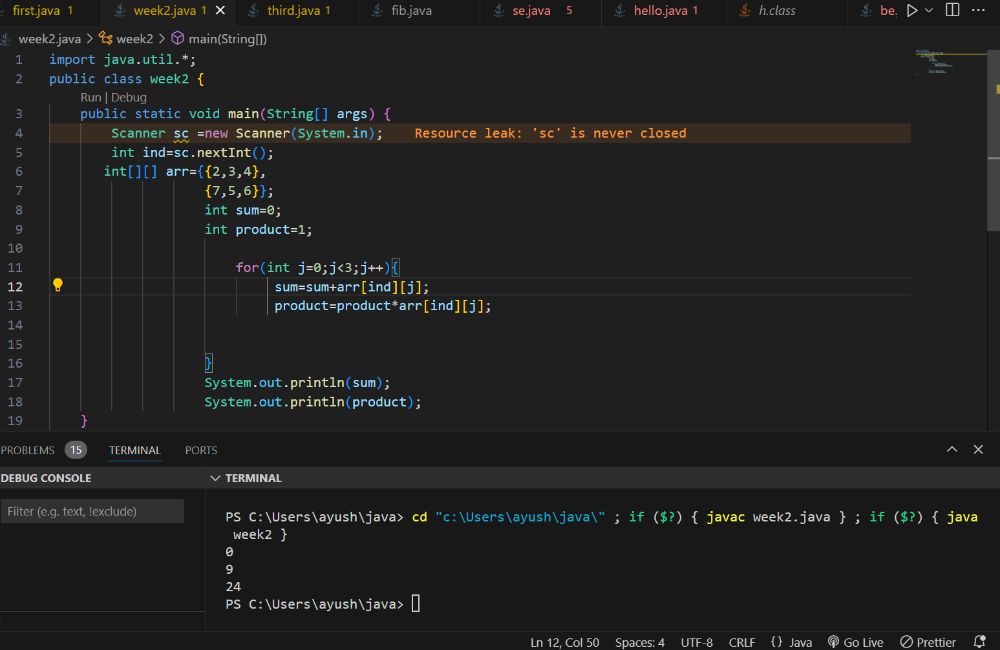 first.java 1 week2.java 1 third.java 1 fib.java se.java 5 hello.java 1 h.class be.
week2.java > week2 > main(String[])
1 import java.util.*;
2 public class week2 {
Run | Debug
3 public static void main(String[] args) {
4 Scanner sc =new Scanner(System.in); Resource leak: 'sc' is never closed
5 int ind=sc.nextInt();
6 int[][] arr={{2,3,4},
7 {7,5,6}};
8 int sum=0;
9 int product=1;
10
11 for(int j=0;j<3;j++){
12 sum=sum+arr[ind][j];
13 product=product*arr[ind][j];
14
15
16 }
17 System.out.println(sum);
18 System.out.println(product);
19 }
PROBLEMS 15 TERMINAL PORTS
DEBUG CONSOLE TERMINAL
Filter (e.g. text, !exclude)
PS C:\Users\ayush\java> cd "c:\Users\ayush\java\" ; if ($?) { javac week2.java } ; if ($?) { java
week2 }
0
9
24
PS C:\Users\ayush\java>
Ln 12, Col 50 Spaces: 4 UTF-8 CRLF {} Java Go Live Prettier